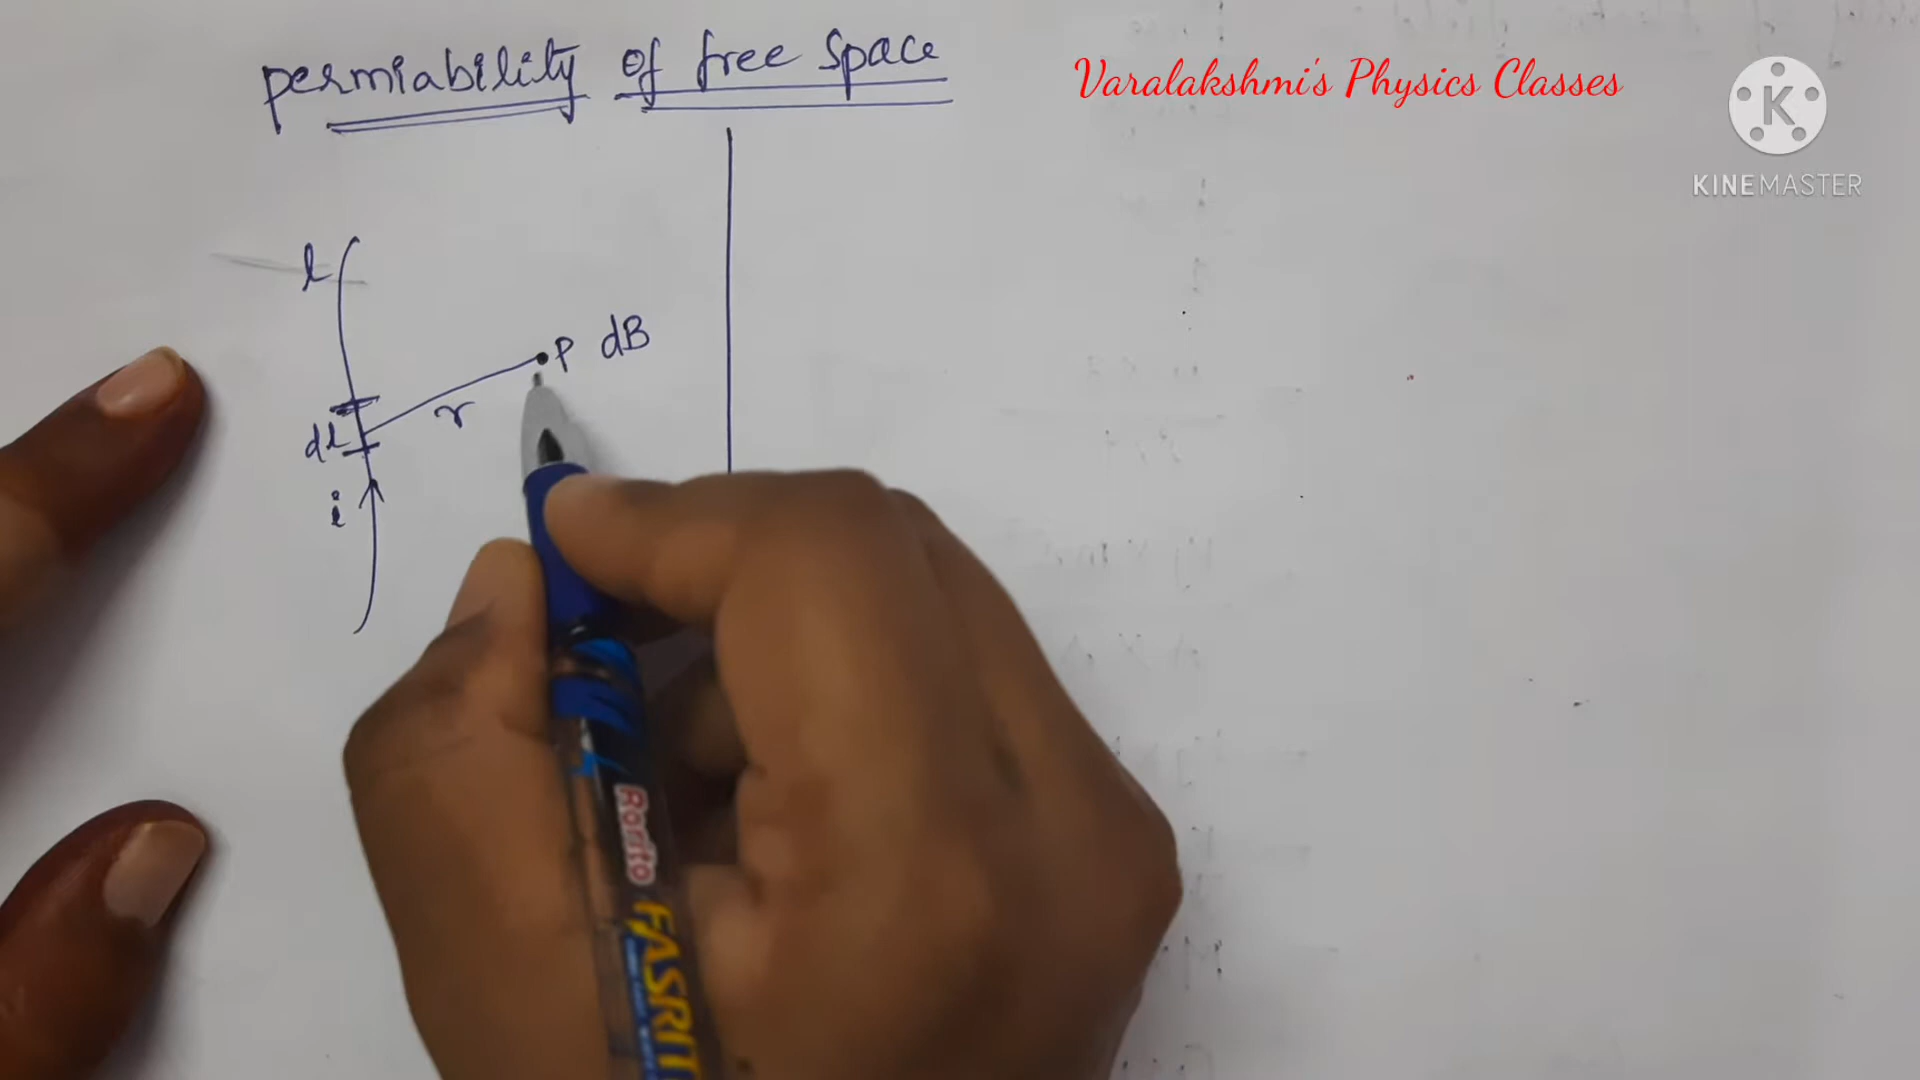 permiability of free space
Varalakshmi's Physics Classes
K
KINEMASTER
l
P dB
r
dl
i
Rorito
FASRIT